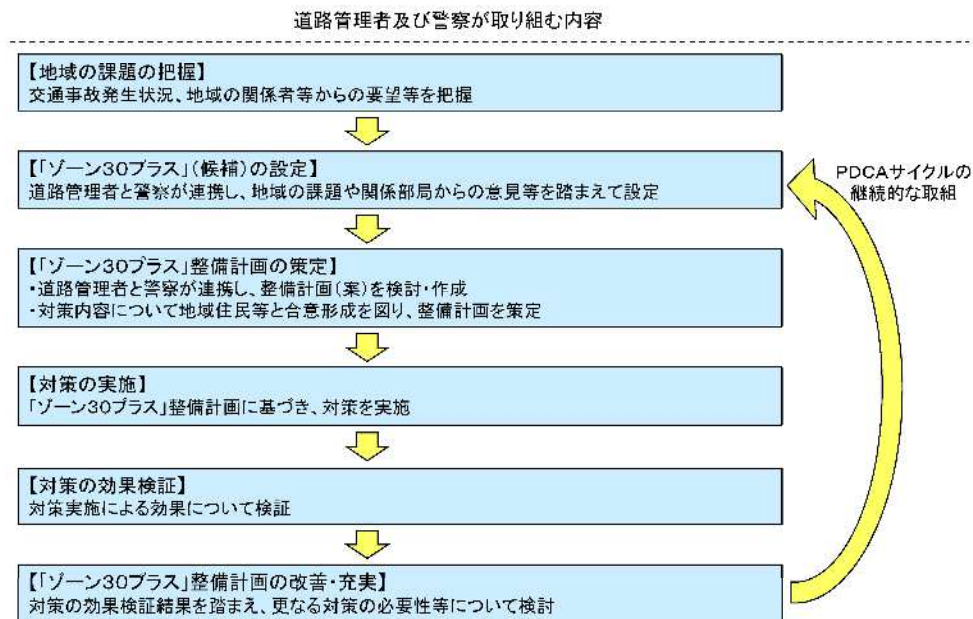 道路管理者及び警察が取り組む内容
【地域の課題の把握】
交通事故発生状況、地域の関係者等からの要望等を把握
【「ゾーン30プラス」(候補)の設定】
道路管理者と警察が連携し、地域の課題や関係部局からの意見等を踏まえて設定
PDCAサイクルの
継続的な取組
【「ゾーン30プラス」整備計画の策定】
・道路管理者と警察が連携し、整備計画(案)を検討・作成
・対策内容について地域住民等と合意形成を図り、整備計画を策定
【対策の実施】
「ゾーン30プラス」整備計画に基づき、対策を実施
【対策の効果検証】
対策実施による効果について検証
【「ゾーン30プラス」整備計画の改善・充実】
対策の効果検証結果を踏まえ、更なる対策の必要性等について検討